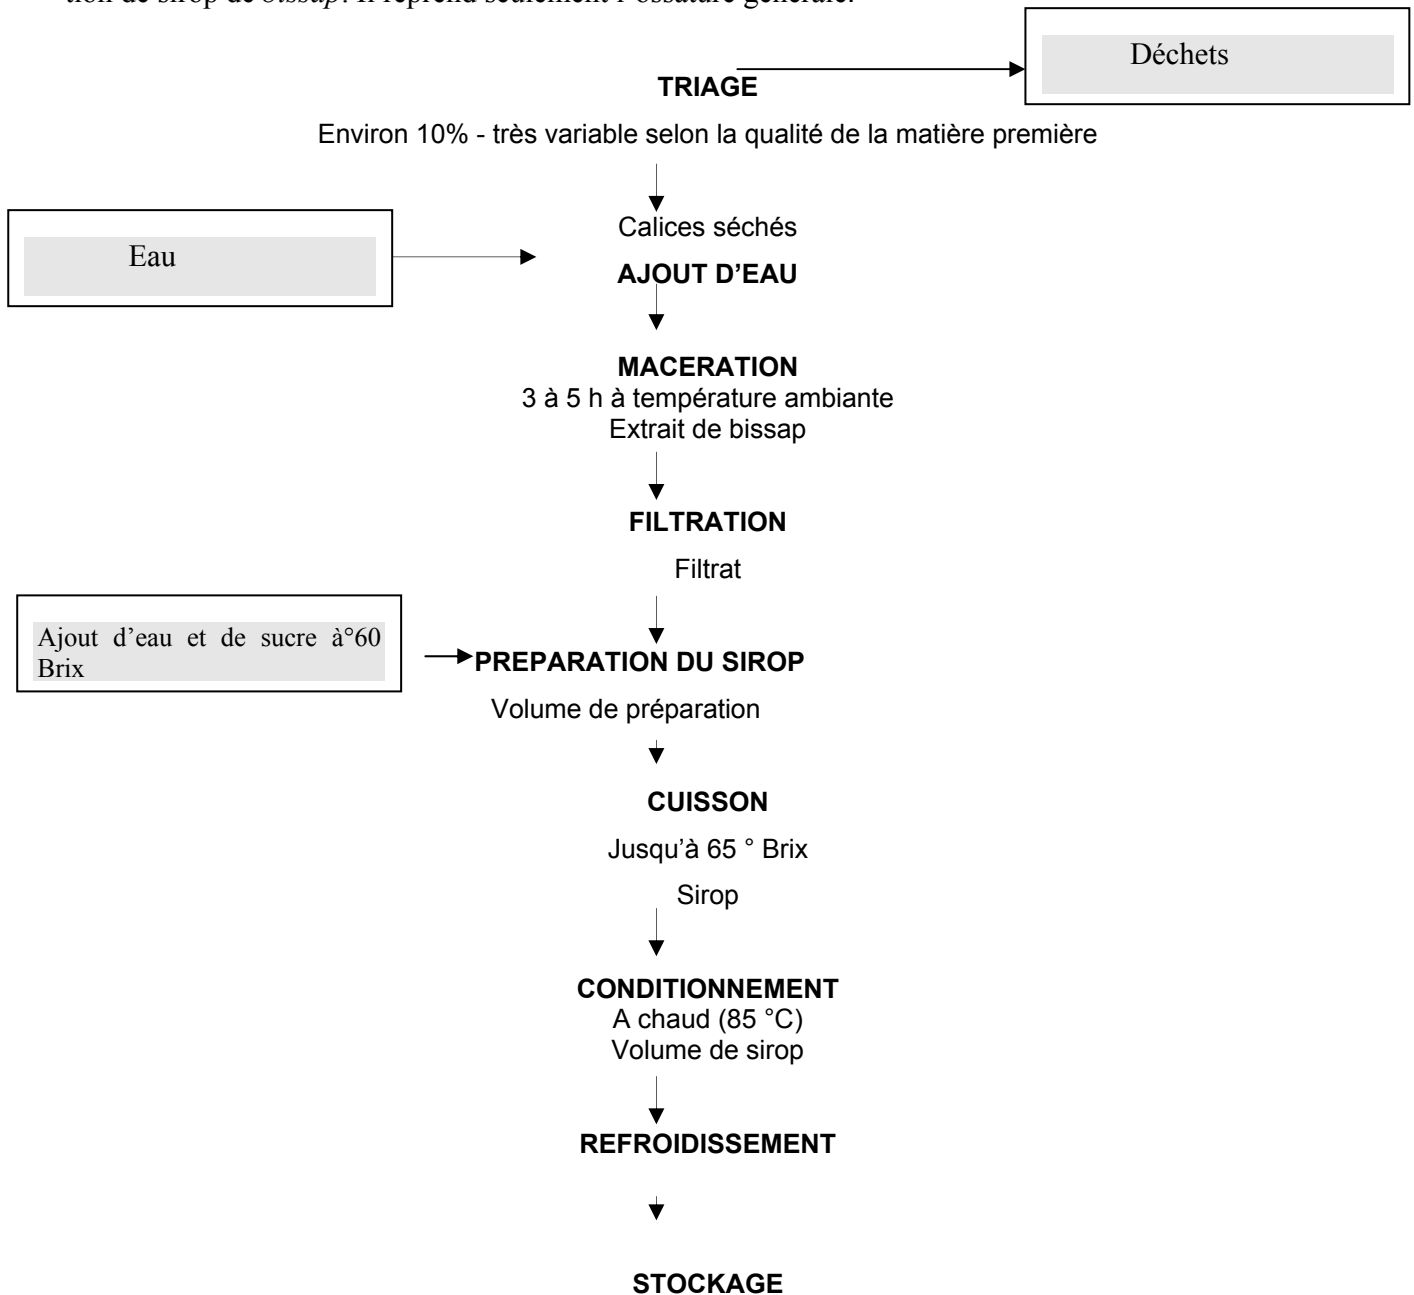 tion de sirop de bissap. Il reprend seulement l'ossature générale.
Déchets
TRIAGE
Environ 10% - très variable selon la qualité de la matière première
Calices séchés
Eau
AJOUT D'EAU
MACERATION
3 à 5 h à température ambiante
Extrait de bissap
FILTRATION
Filtrat
Ajout d'eau et de sucre à°60
Brix
PREPARATION DU SIROP
Volume de préparation
CUISSON
Jusqu'à 65 ° Brix
Sirop
CONDITIONNEMENT
A chaud (85 °C)
Volume de sirop
REFROIDISSEMENT
STOCKAGE